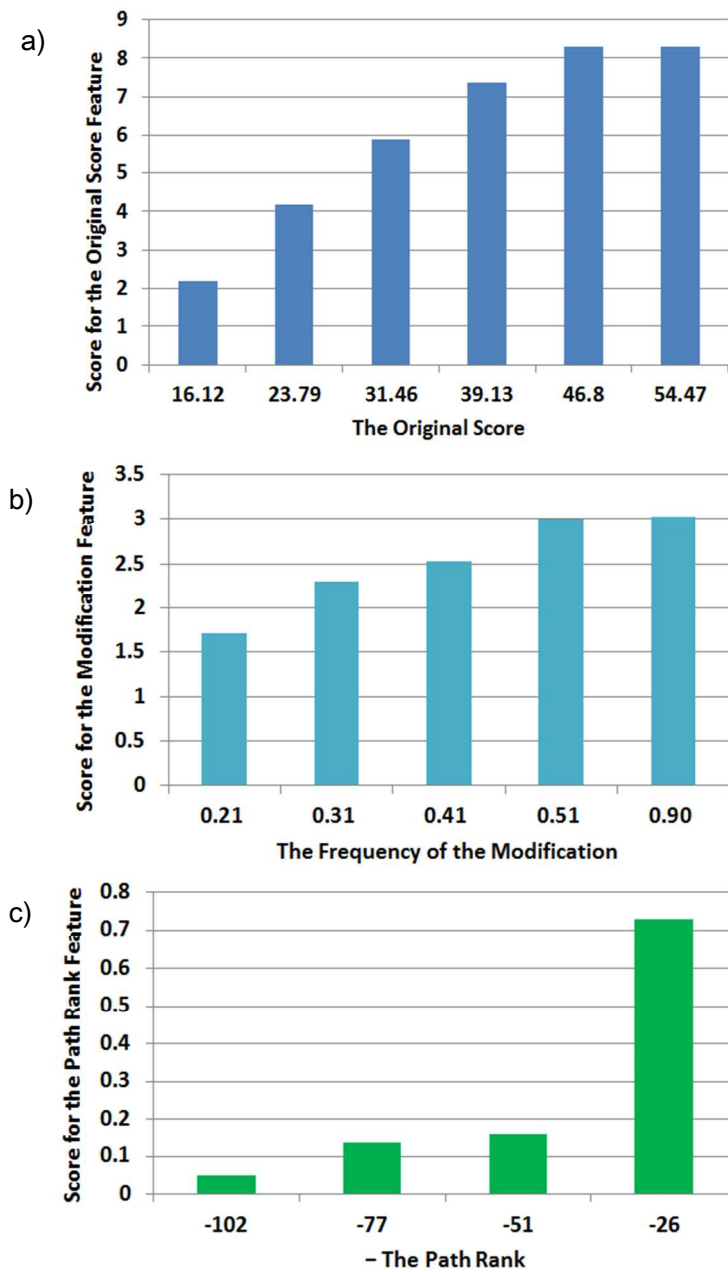 a)
Score for the Original Score Feature
9
8
7
6
5
4
3
2
1
0
16.12 23.79 31.46 39.13 46.8 54.47
The Original Score
b)
Score for the Modification Feature
3.5
3
2.5
2
1.5
1
0.5
0
0.21 0.31 0.41 0.51 0.90
The Frequency of the Modification
c)
Score for the Path Rank Feature
0.8
0.7
0.6
0.5
0.4
0.3
0.2
0.1
0
-102 -77 -51 -26
– The Path Rank